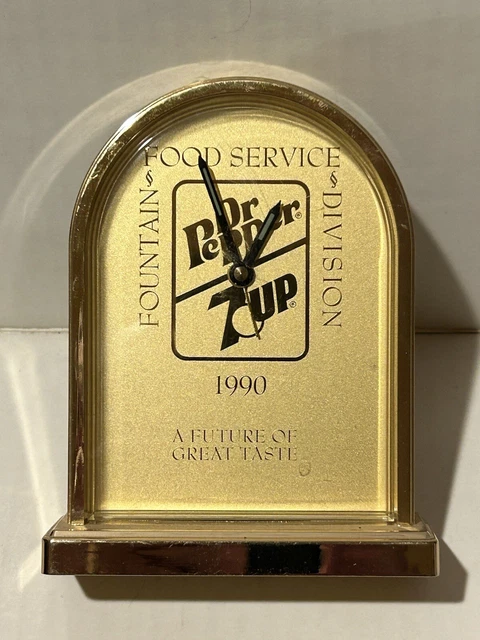 FOOD SERVICE
FOUNTAIN
DIVISION
Dr Pepper®
7UP®
1990
A FUTURE OF
GREAT TASTE